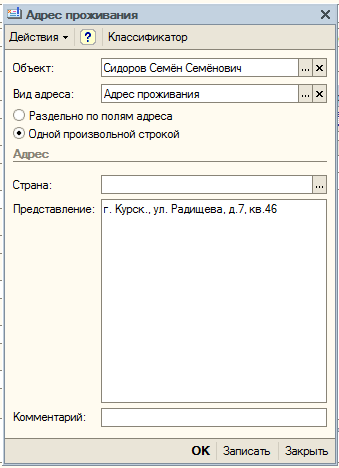 Адрес проживания
Действия Классификатор
Объект: Сидоров Семён Семёнович ... ×
Вид адреса: Адрес проживания ... ×
Раздельно по полям адреса
Одной произвольной строкой
Адрес
Страна: ...
Представление: г. Курск., ул. Радищева, д.7, кв.46
Комментарий:
OK Записать Закрыть